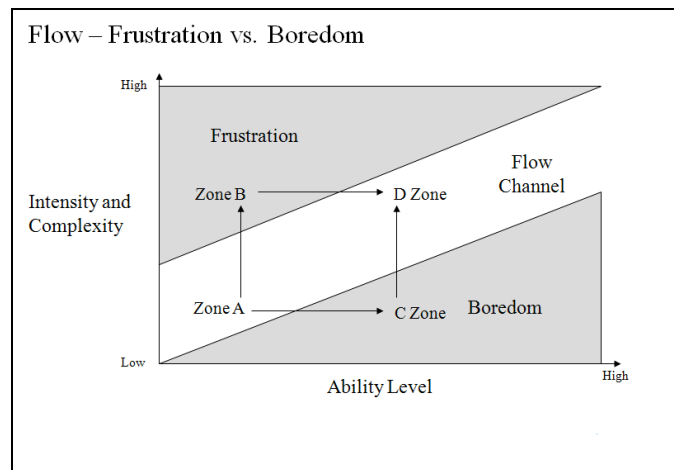 Flow – Frustration vs. Boredom
High
Frustration
Flow
Channel
Intensity and
Complexity
Zone B
D Zone
Zone A
C Zone
Boredom
Low
High
Ability Level